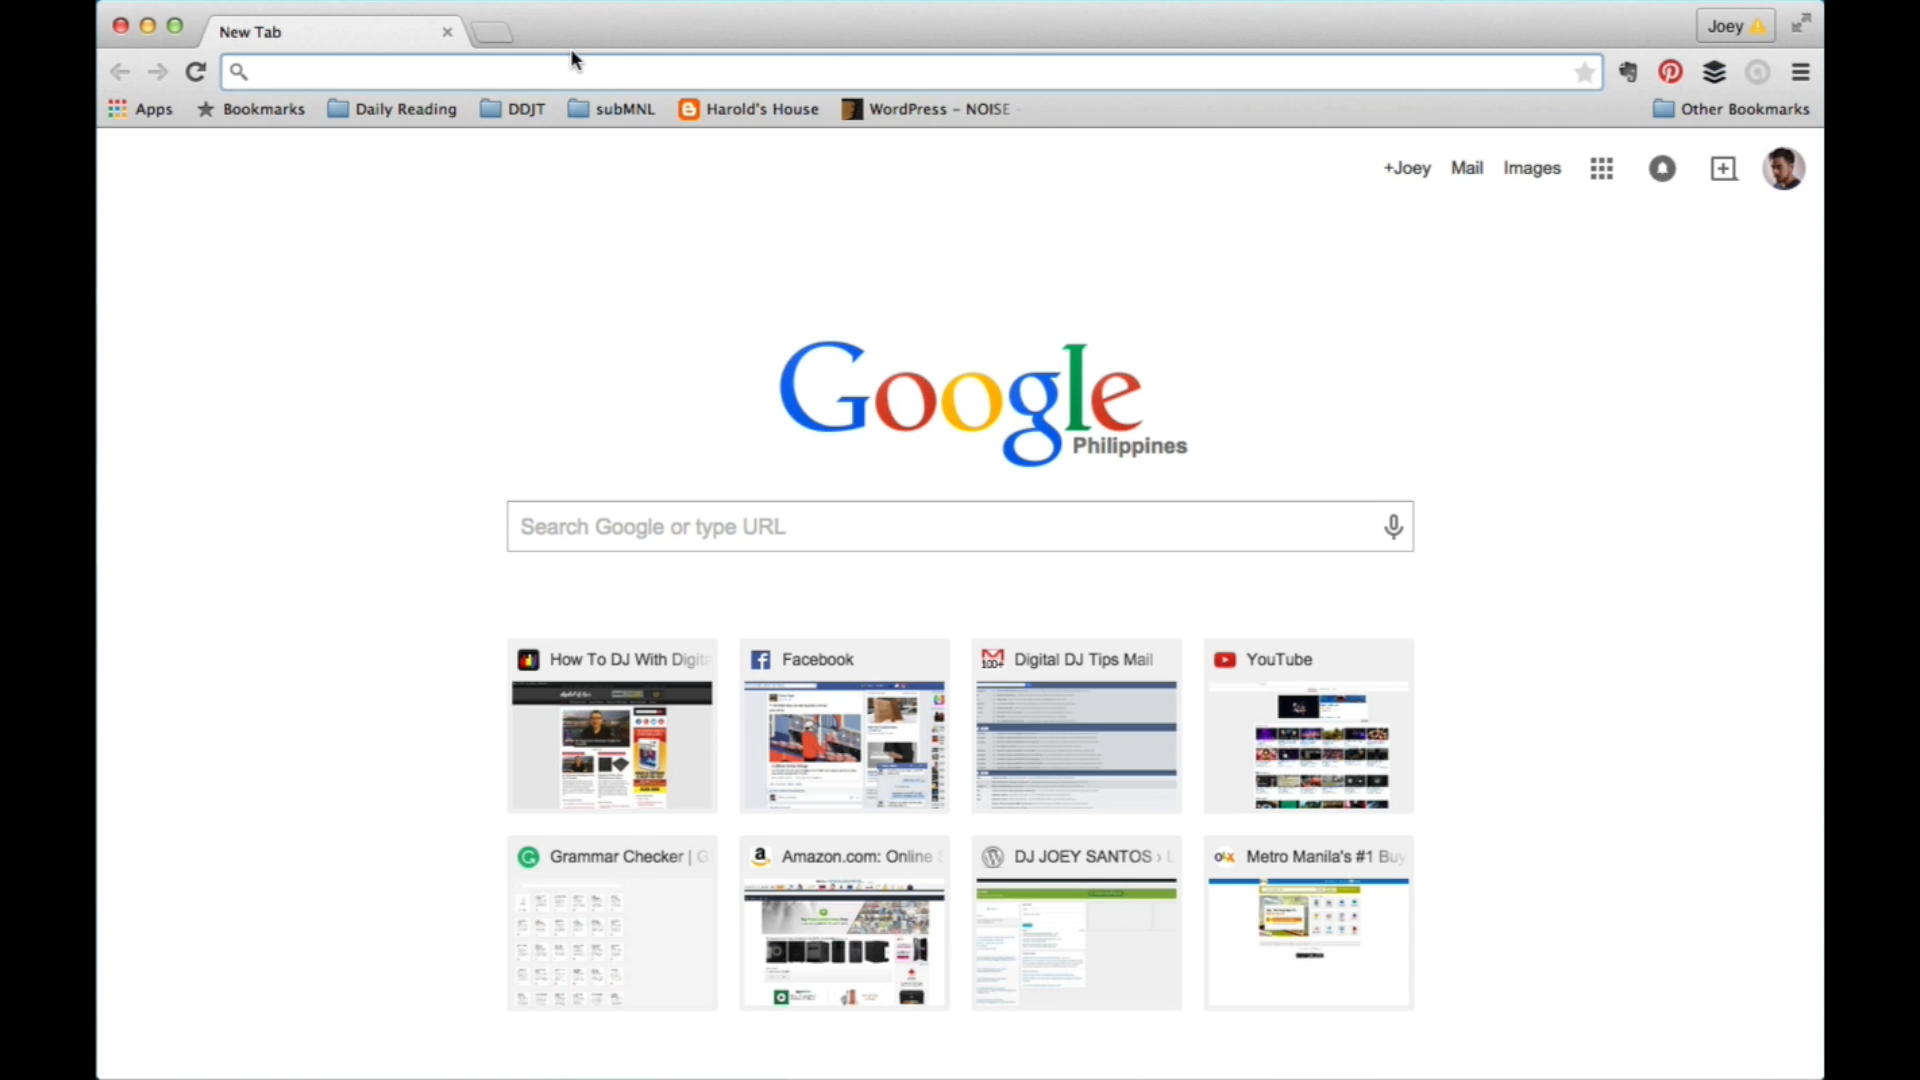 New Tab
Joey
Apps Bookmarks Daily Reading DDJT subMNL Harold's House WordPress – NOISE Other Bookmarks
+Joey Mail Images
Google
Philippines
Search Google or type URL
How To DJ With Digita Facebook Digital DJ Tips Mail YouTube
100+
Grammar Checker | G Amazon.com: Online DJ JOEY SANTOS › L Metro Manila's #1 Buy